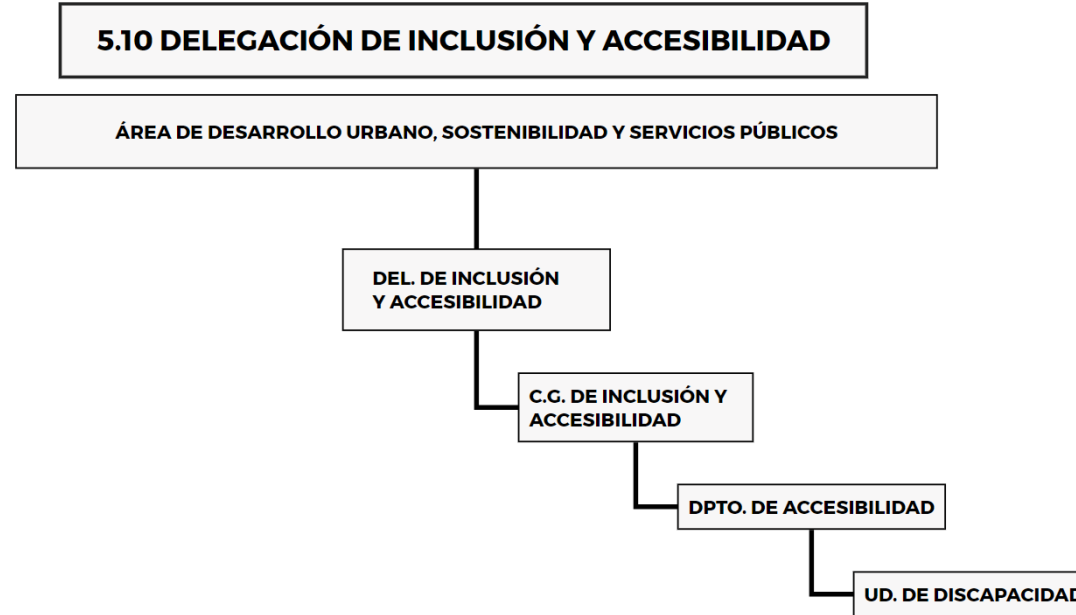 5.10 DELEGACIÓN DE INCLUSIÓN Y ACCESIBILIDAD
ÁREA DE DESARROLLO URBANO, SOSTENIBILIDAD Y SERVICIOS PÚBLICOS
DEL. DE INCLUSIÓN
Y ACCESIBILIDAD
C.G. DE INCLUSIÓN Y
ACCESIBILIDAD
DPTO. DE ACCESIBILIDAD
UD. DE DISCAPACIDAD